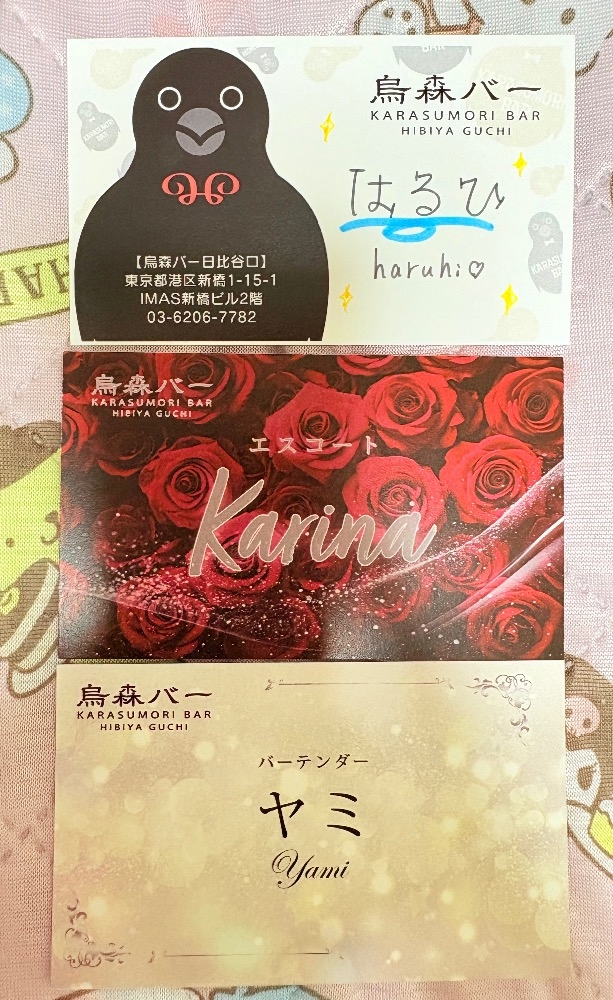 烏森バー
KARASUMORI BAR
HIBIYA GUCHI
はるひ
haruhi♡
【烏森バー日比谷口】
東京都港区新橋1-15-1
IMAS新橋ビル2階
03-6206-7782
烏森バー
KARASUMORI BAR
HIBIYA GUCHI
エスコート
Karina
烏森バー
KARASUMORI BAR
HIBIYA GUCHI
バーテンダー
ヤミ
Yami